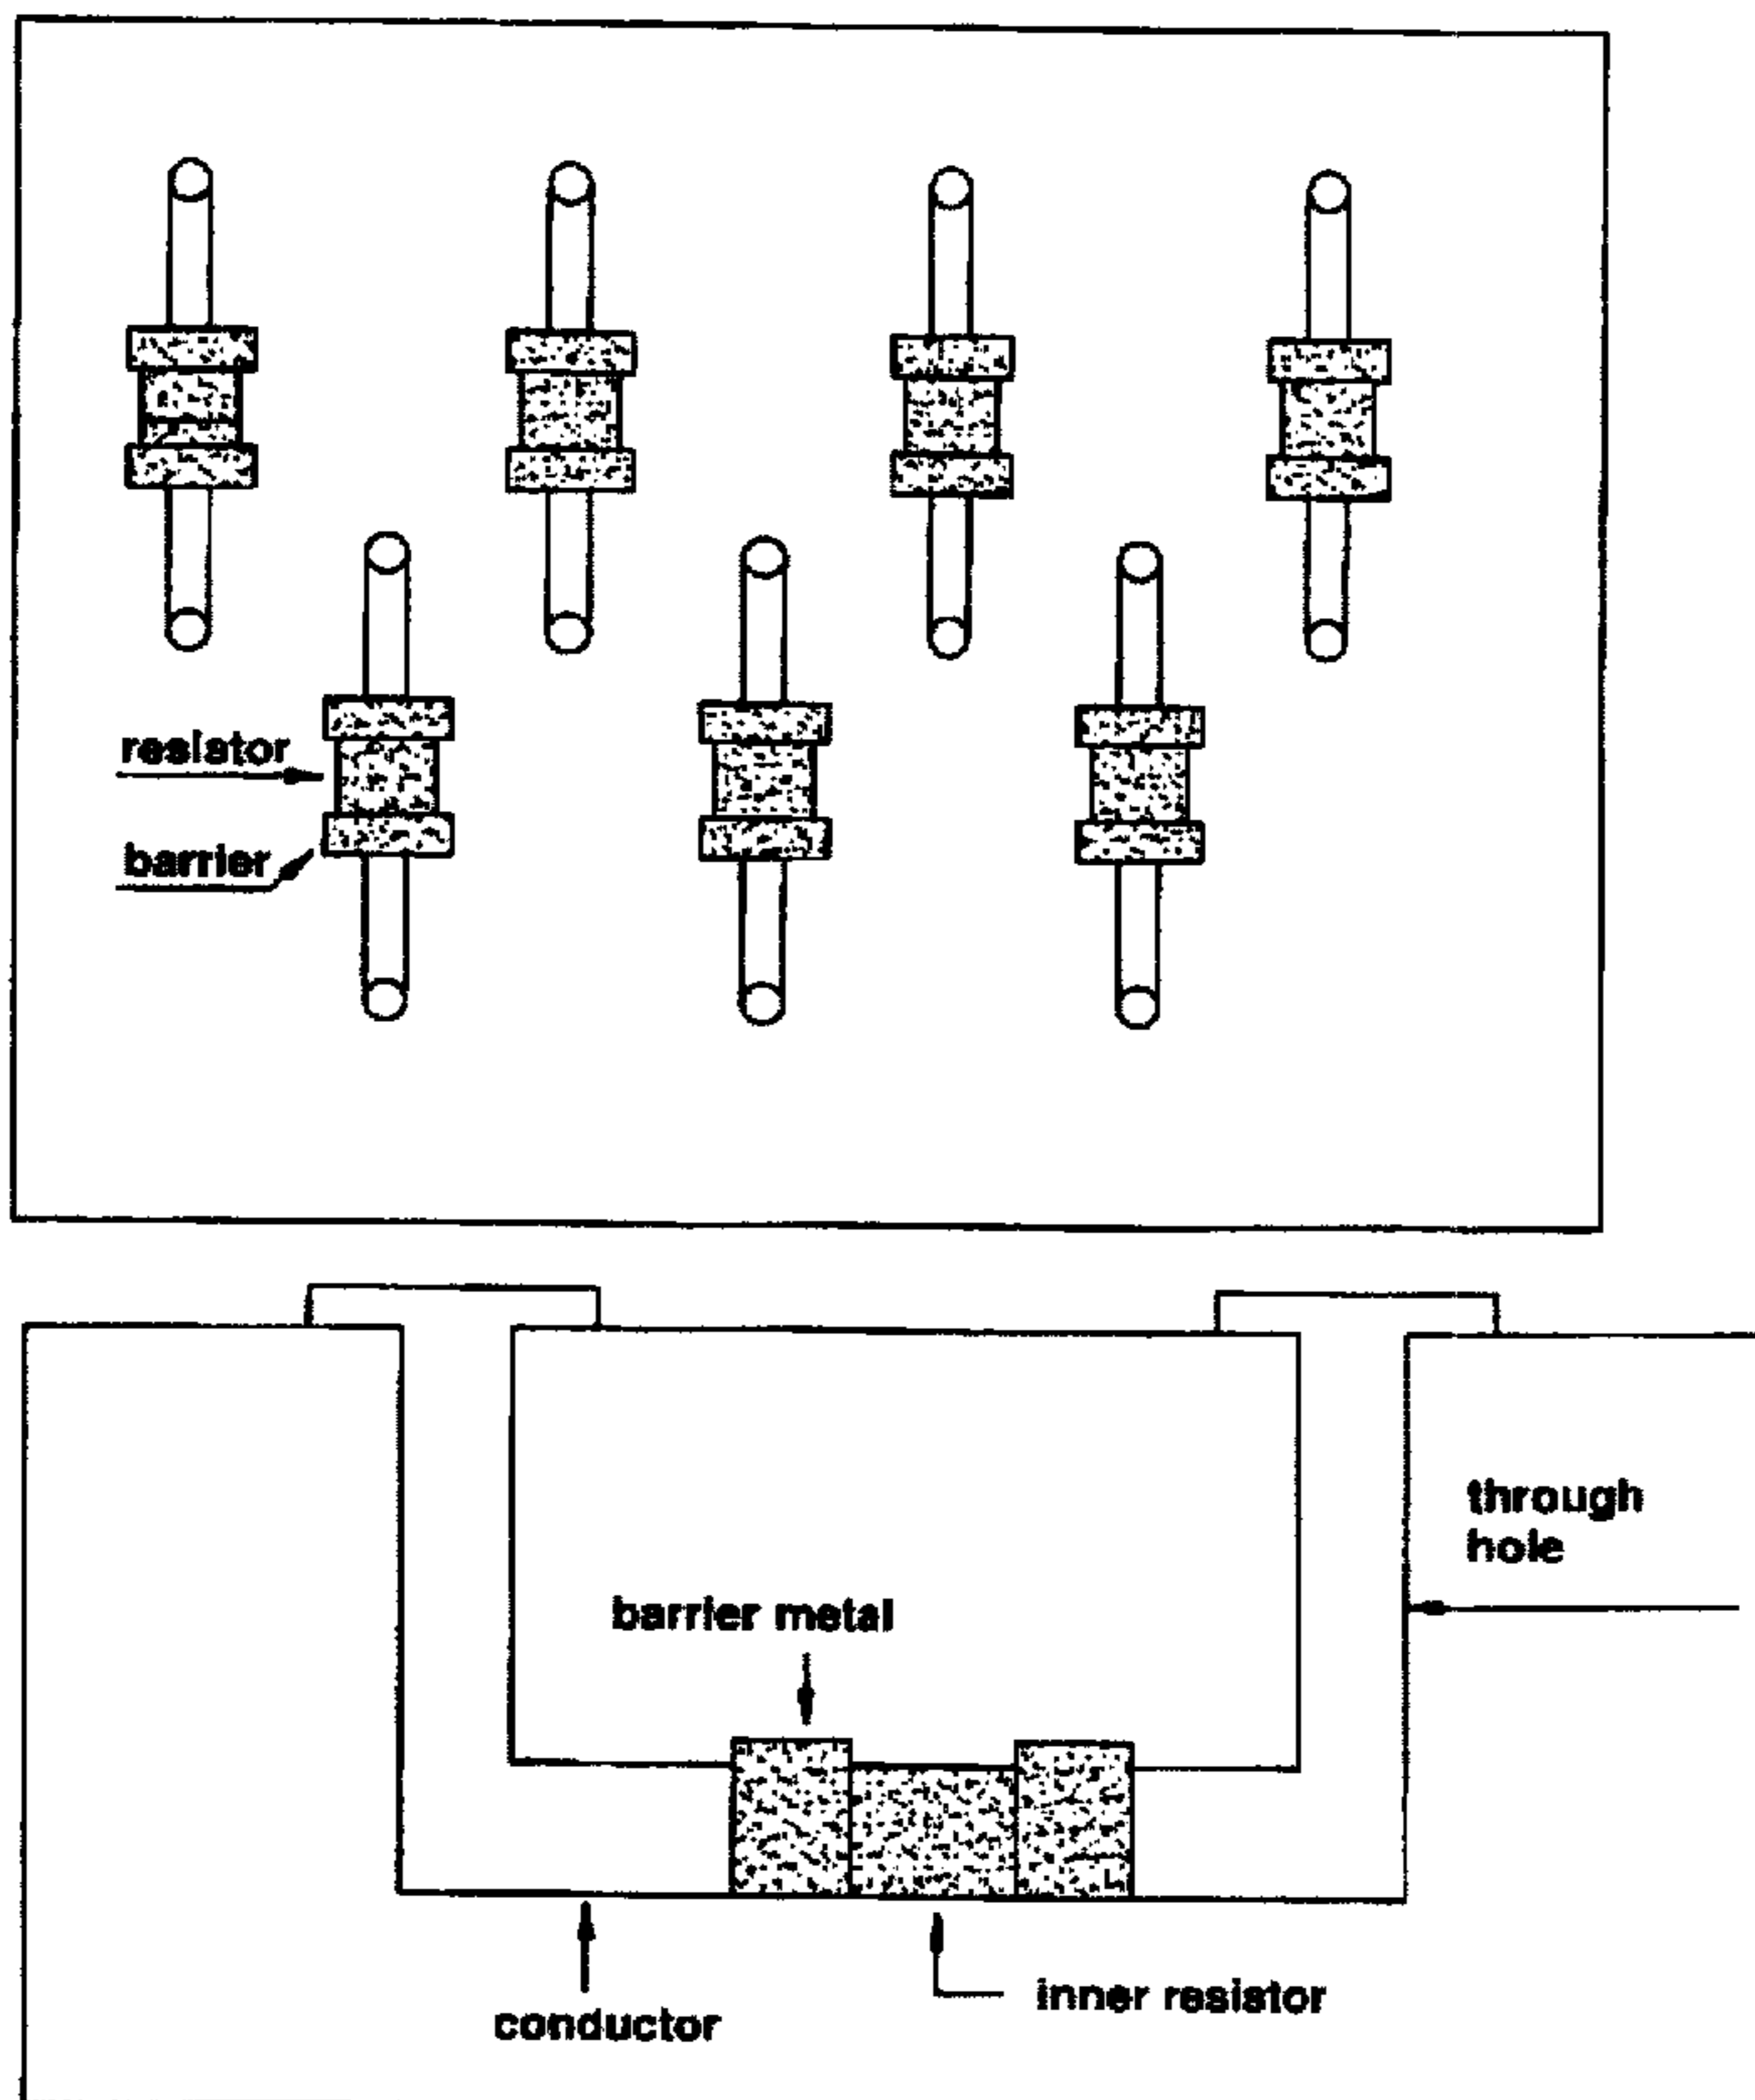 resistor
barrier
through
hole
barrier metal
inner resistor
conductor